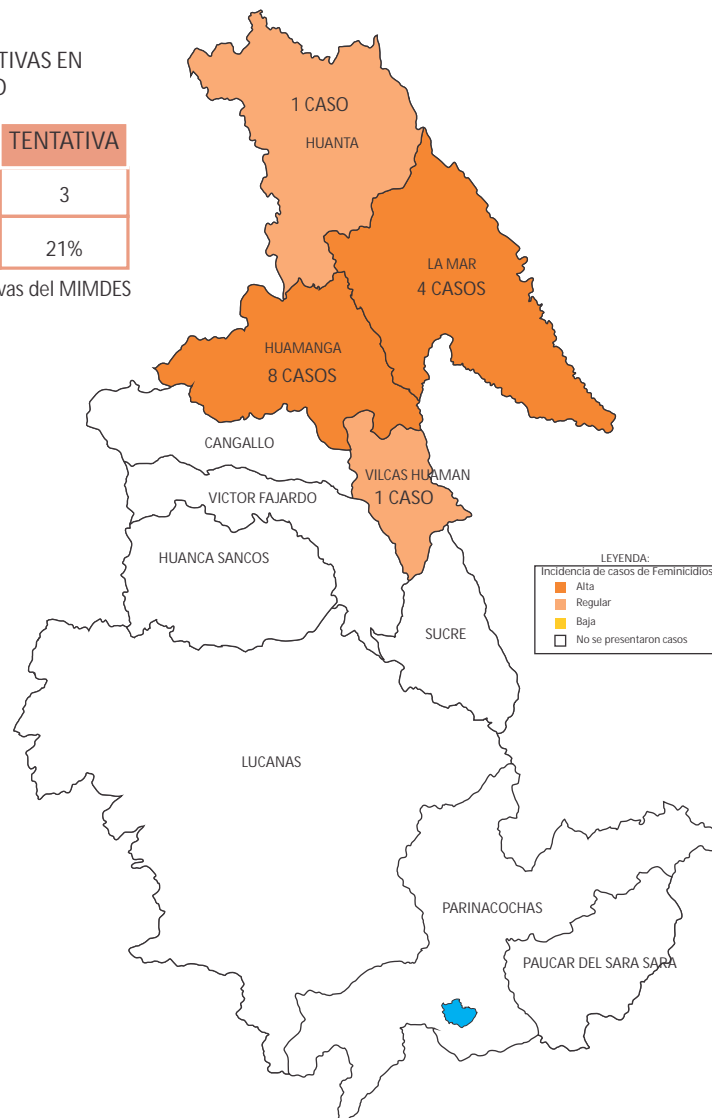 TIVAS EN
O
TENTATIVA
3
21%
vas del MIMDES
1 CASO
HUANTA
LA MAR
4 CASOS
HUAMANGA
8 CASOS
CANGALLO
VILCAS HUAMAN
1 CASO
VICTOR FAJARDO
HUANCA SANCOS
SUCRE
LEYENDA:
Incidencia de casos de Feminicidios
Alta
Regular
Baja
No se presentaron casos
LUCANAS
PARINACOCHAS
PAUCAR DEL SARA SARA